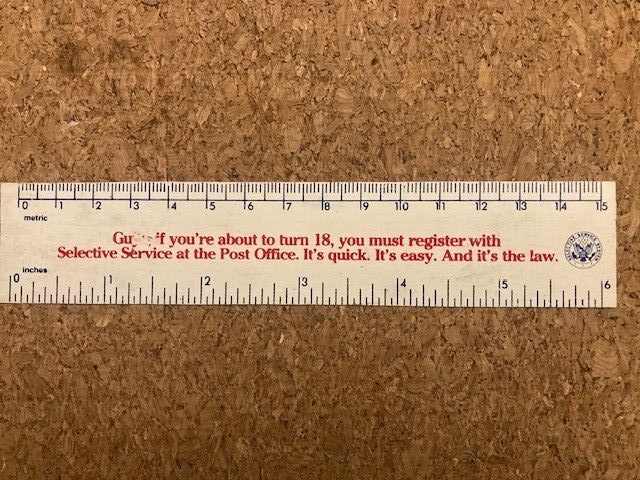 0 1 2 3 4 5 6 7 8 9 10 11 12 13 14 15
metric
if you're about to turn 18, you must register with
Selective Service at the Post Office. It's quick. It's easy. And it's the law.
inches
0 1 2 3 4 5 6